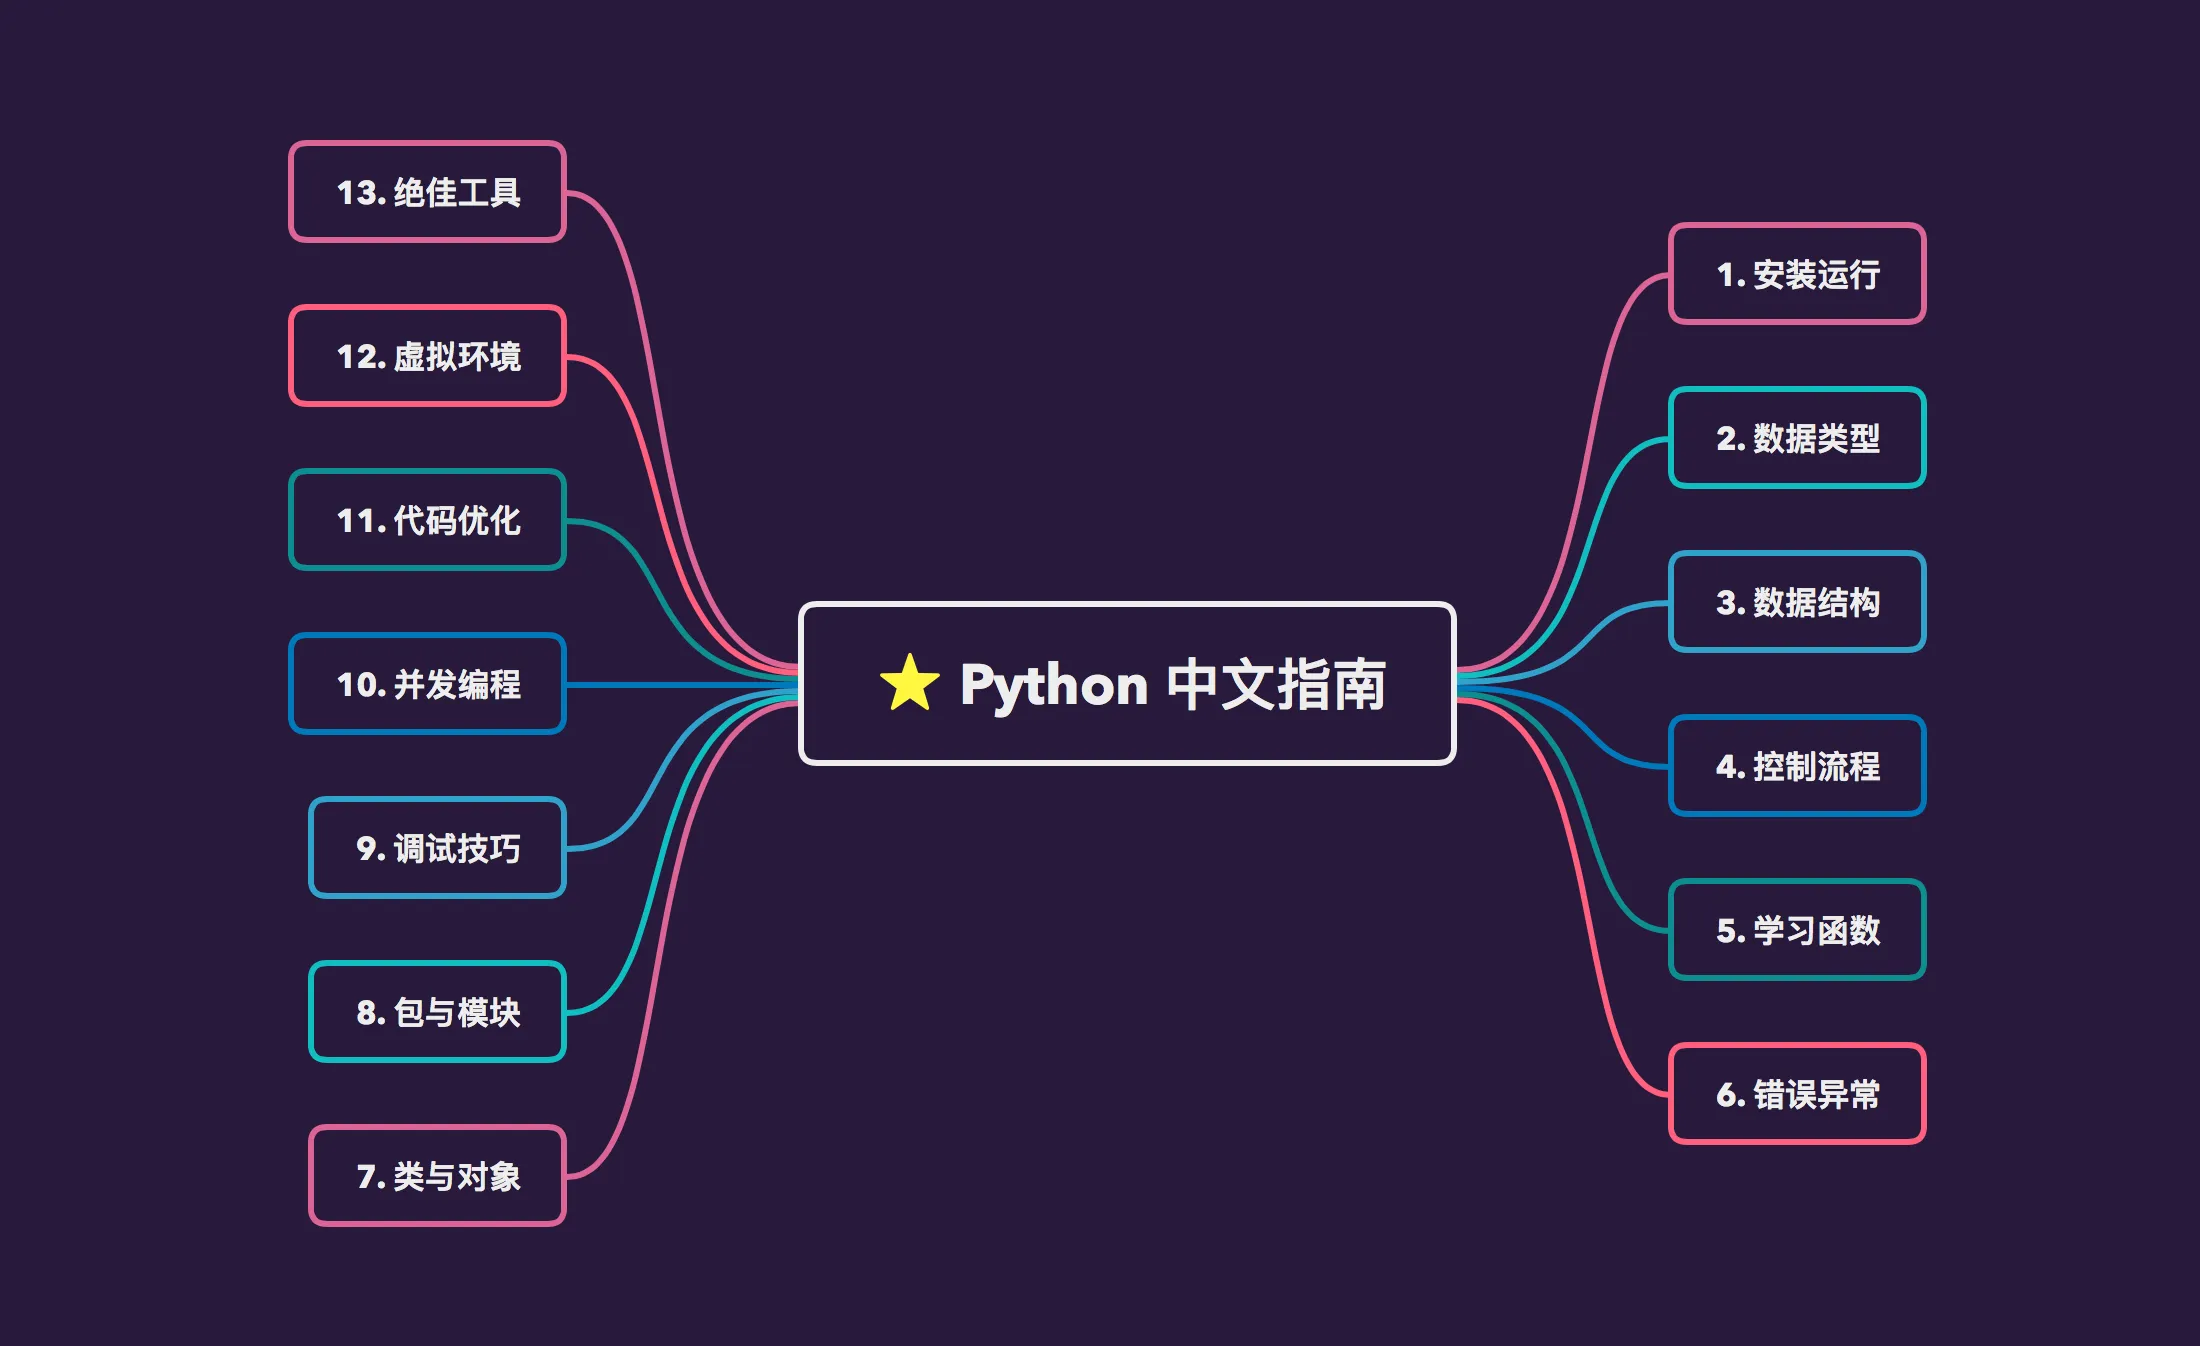 Python 中文指南
1. 安装运行
2. 数据类型
3. 数据结构
4. 控制流程
5. 学习函数
6. 错误异常
7. 类与对象
8. 包与模块
9. 调试技巧
10. 并发编程
11. 代码优化
12. 虚拟环境
13. 绝佳工具